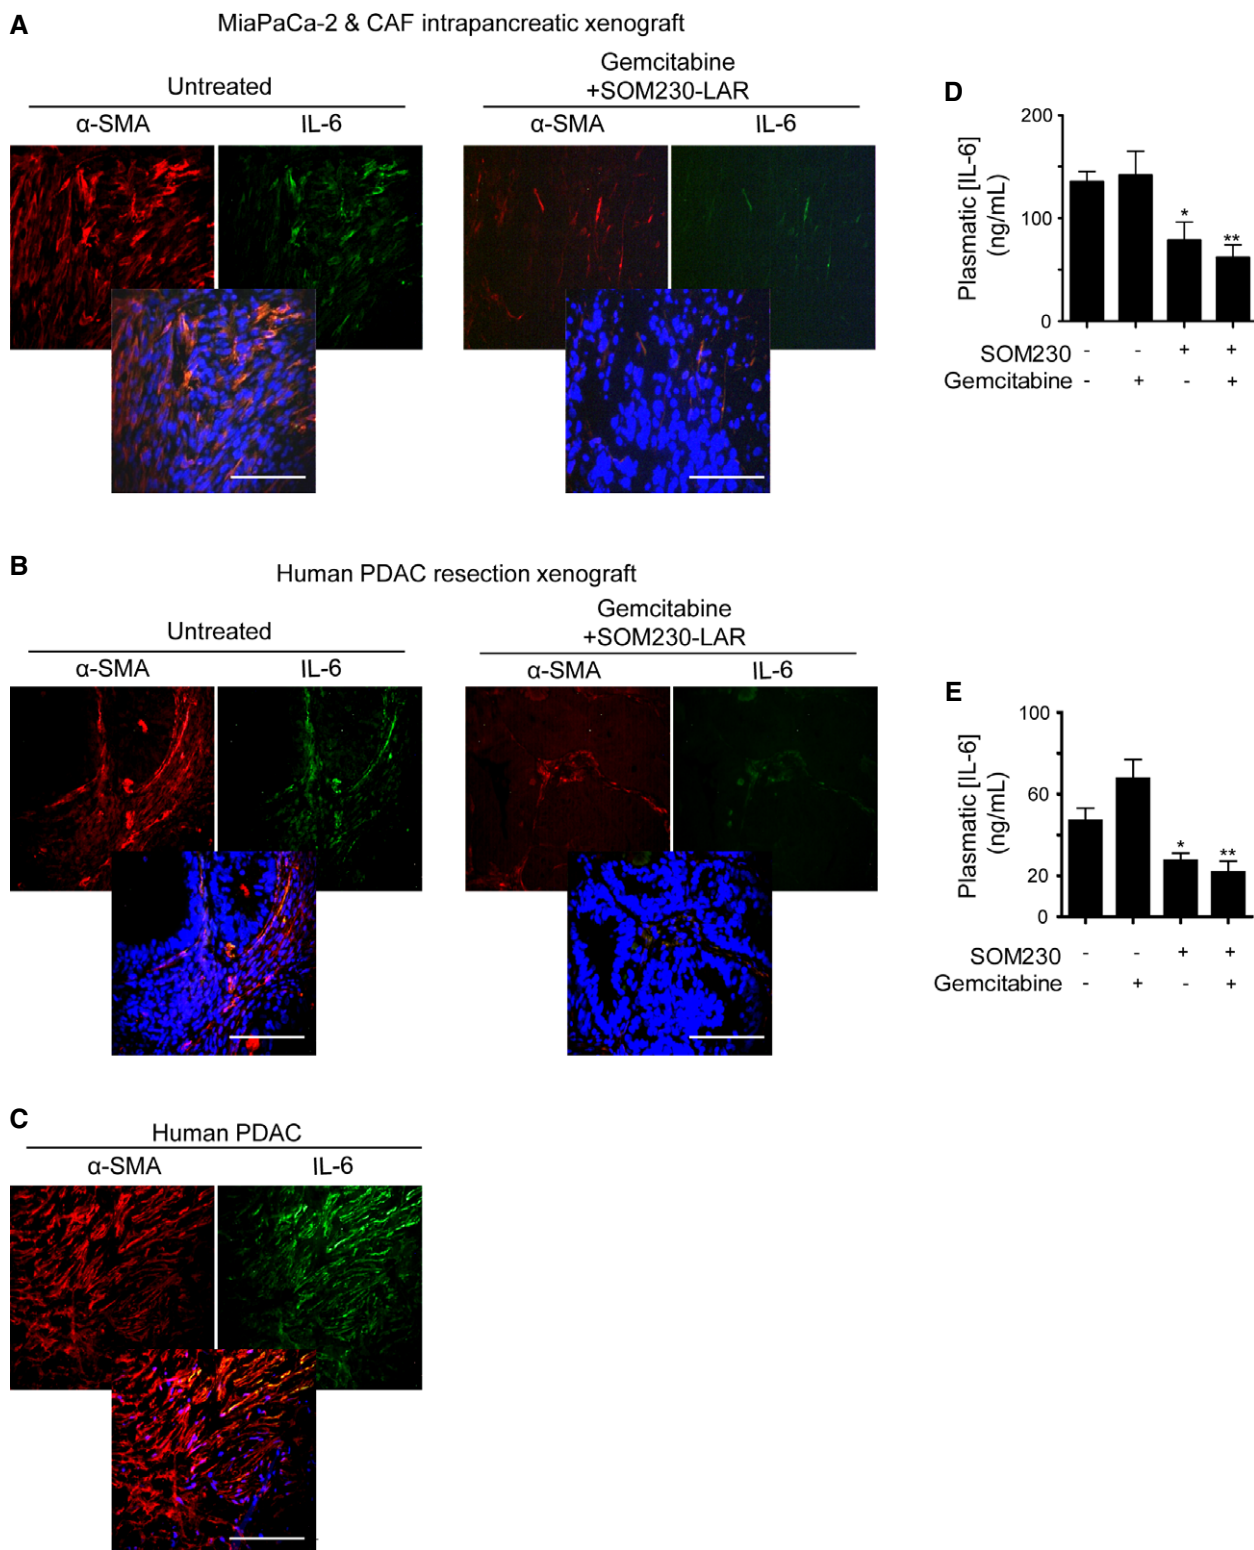 A
MiaPaCa-2 & CAF intrapancreatic xenograft
Untreated
Gemcitabine
+SOM230-LAR
α-SMA IL-6
α-SMA IL-6
D
200
100
0
Plasmatic [IL-6]
(ng/mL)
* **
SOM230 - - + +
Gemcitabine - + - +
B
Human PDAC resection xenograft
Untreated
Gemcitabine
+SOM230-LAR
α-SMA IL-6
α-SMA IL-6
E
100
60
20
0
Plasmatic [IL-6]
(ng/mL)
* **
SOM230 - - + +
Gemcitabine - + - +
C
Human PDAC
α-SMA IL-6